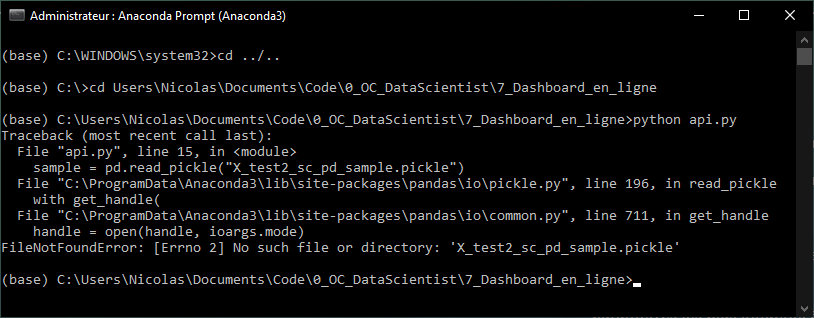 Administrateur : Anaconda Prompt (Anaconda3)
(base) C:\WINDOWS\system32>cd ../..
(base) C:\>cd Users\Nicolas\Documents\Code\0_OC_DataScientist\7_Dashboard_en_ligne
(base) C:\Users\Nicolas\Documents\Code\0_OC_DataScientist\7_Dashboard_en_ligne>python api.py
Traceback (most recent call last):
  File "api.py", line 15, in <module>
    sample = pd.read_pickle("X_test2_sc_pd_sample.pickle")
  File "C:\ProgramData\Anaconda3\lib\site-packages\pandas\io\pickle.py", line 196, in read_pickle
    with get_handle(
  File "C:\ProgramData\Anaconda3\lib\site-packages\pandas\io\common.py", line 711, in get_handle
    handle = open(handle, ioargs.mode)
FileNotFoundError: [Errno 2] No such file or directory: 'X_test2_sc_pd_sample.pickle'
(base) C:\Users\Nicolas\Documents\Code\0_OC_DataScientist\7_Dashboard_en_ligne>